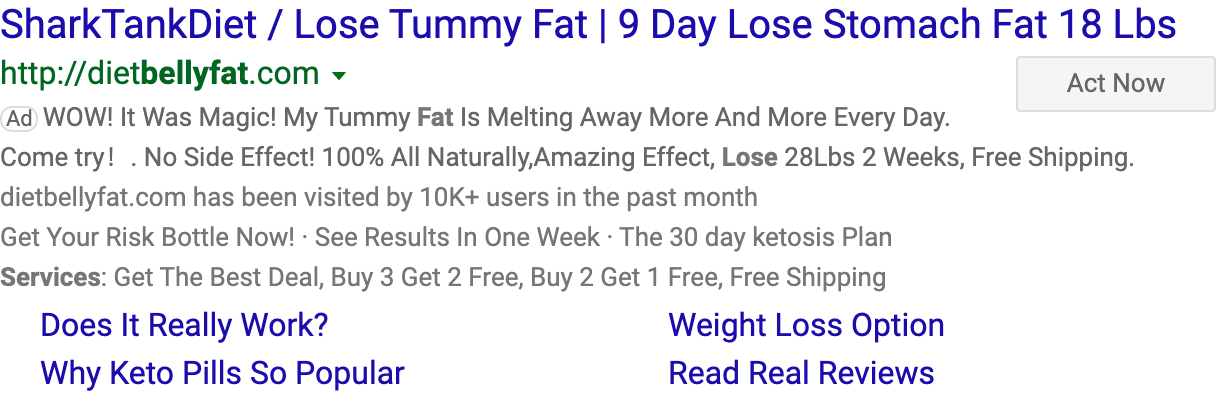 SharkTankDiet / Lose Tummy Fat | 9 Day Lose Stomach Fat 18 Lbs
http://dietbellyfat.com
Act Now
Ad WOW! It Was Magic! My Tummy Fat Is Melting Away More And More Every Day.
Come try！. No Side Effect! 100% All Naturally,Amazing Effect, Lose 28Lbs 2 Weeks, Free Shipping.
dietbellyfat.com has been visited by 10K+ users in the past month
Get Your Risk Bottle Now! · See Results In One Week · The 30 day ketosis Plan
Services: Get The Best Deal, Buy 3 Get 2 Free, Buy 2 Get 1 Free, Free Shipping
Does It Really Work?
Weight Loss Option
Why Keto Pills So Popular
Read Real Reviews